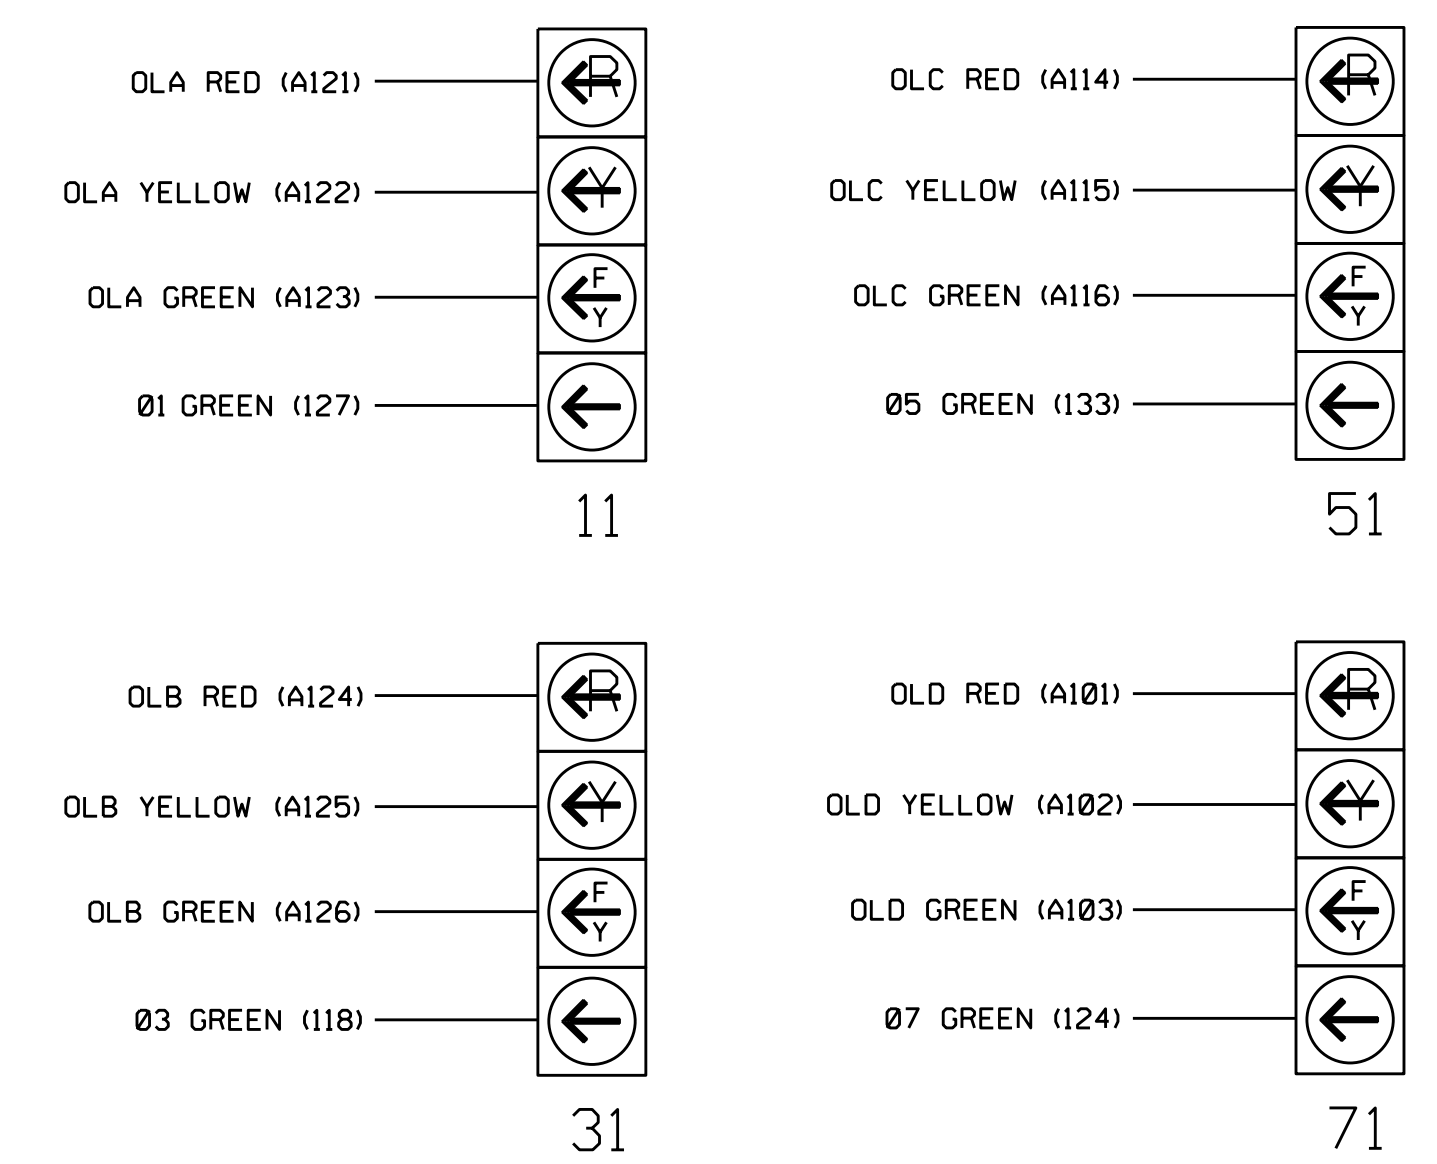 OLA RED (A121)
R
OLA YELLOW (A122)
Y
OLA GREEN (A123)
F
Y
Ø1 GREEN (127)
11
OLC RED (A114)
R
OLC YELLOW (A115)
Y
OLC GREEN (A116)
F
Y
Ø5 GREEN (133)
51
OLB RED (A124)
R
OLB YELLOW (A125)
Y
OLB GREEN (A126)
F
Y
Ø3 GREEN (118)
31
OLD RED (A101)
R
OLD YELLOW (A102)
Y
OLD GREEN (A103)
F
Y
Ø7 GREEN (124)
71